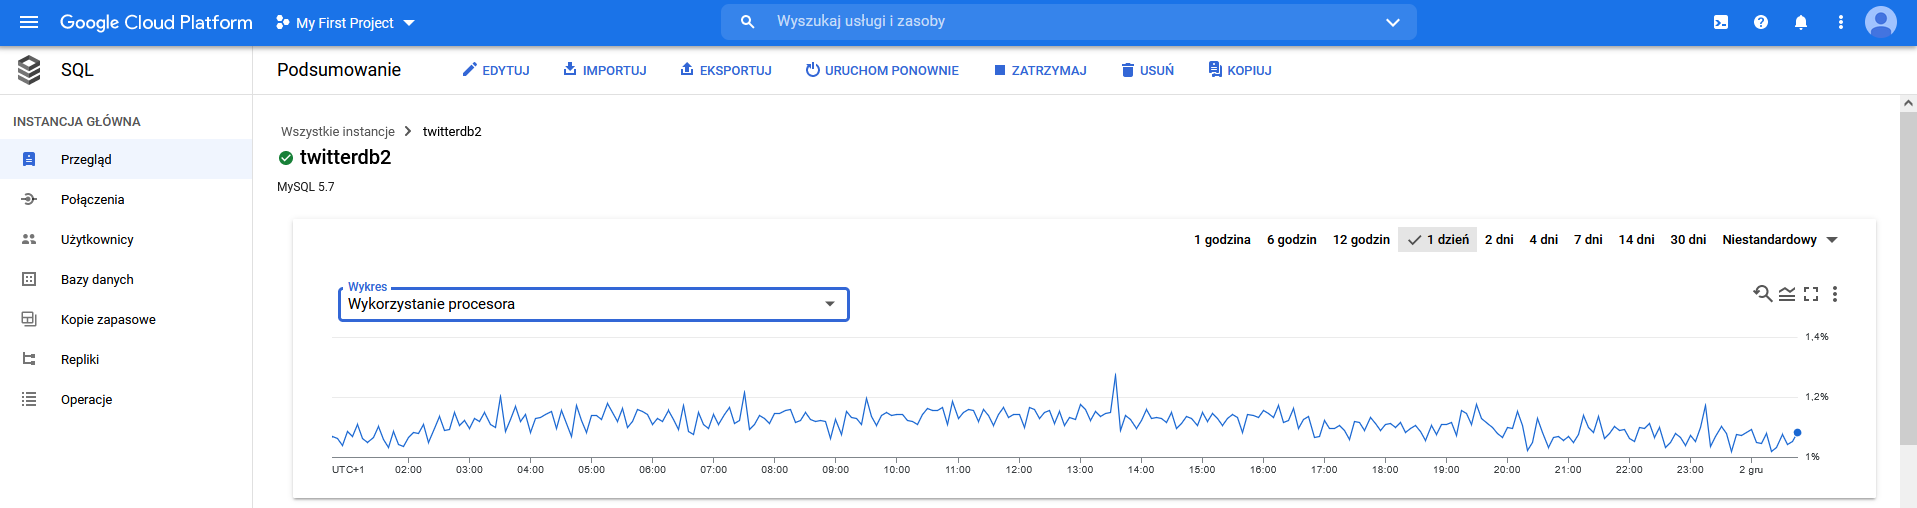 Google Cloud Platform My First Project Wyszukaj usługi i zasoby
SQL Podsumowanie EDYTUJ IMPORTUJ EKSPORTUJ URUCHOM PONOWNIE ZATRZYMAJ USUŃ KOPIUJ
INSTANCJA GŁÓWNA
Przegląd
Połączenia
Użytkownicy
Bazy danych
Kopie zapasowe
Repliki
Operacje
Wszystkie instancje twitterdb2
twitterdb2
MySQL 5.7
1 godzina 6 godzin 12 godzin 1 dzień 2 dni 4 dni 7 dni 14 dni 30 dni Niestandardowy
Wykres
Wykorzystanie procesora
1,4%
1,2%
1%
UTC+1 02:00 03:00 04:00 05:00 06:00 07:00 08:00 09:00 10:00 11:00 12:00 13:00 14:00 15:00 16:00 17:00 18:00 19:00 20:00 21:00 22:00 23:00 2 gru